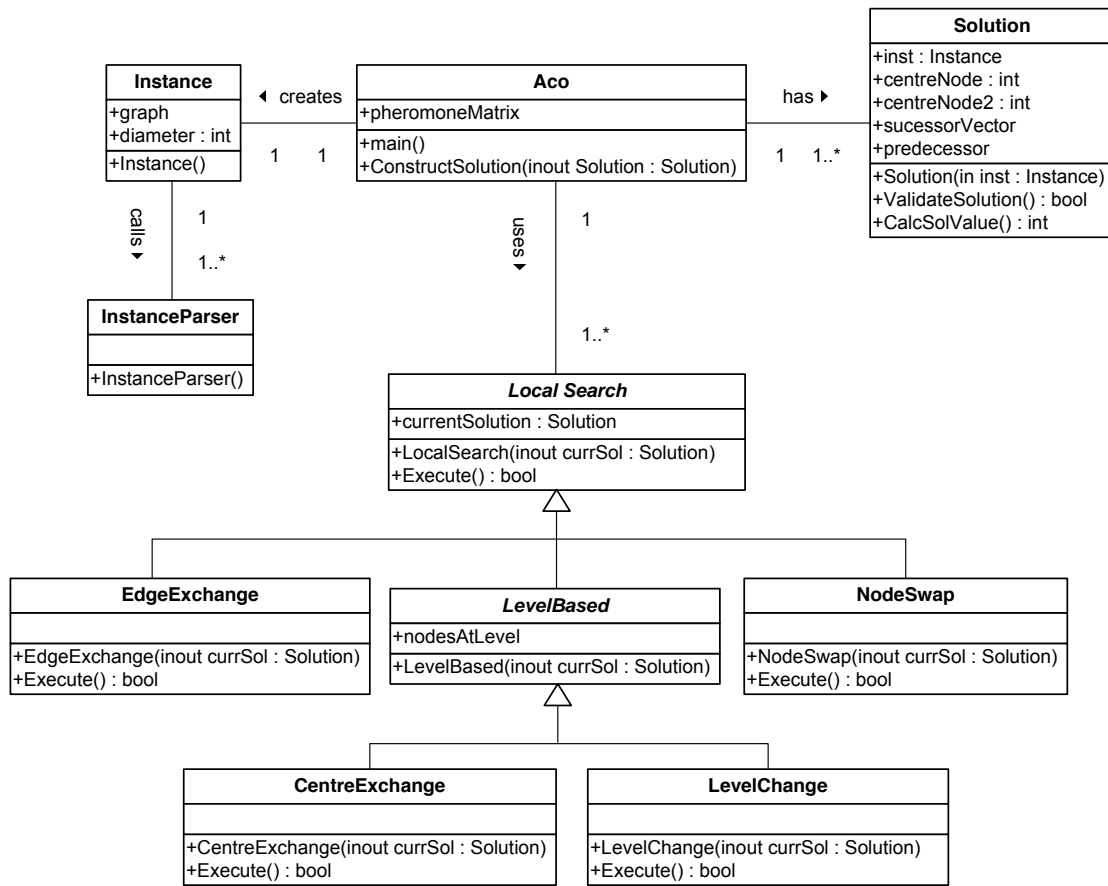 Instance
+graph
+diameter : int
+Instance()
◄ creates
1 1
Aco
+pheromoneMatrix
+main()
+ConstructSolution(inout Solution : Solution)
has ►
1 1..*
Solution
+inst : Instance
+centreNode : int
+centreNode2 : int
+sucessorVector
+predecessor
+Solution(in inst : Instance)
+ValidateSolution() : bool
+CalcSolValue() : int
calls ►
1
1..*
InstanceParser
+InstanceParser()
uses ►
1
1..*
Local Search
+currentSolution : Solution
+LocalSearch(inout currSol : Solution)
+Execute() : bool
EdgeExchange
+EdgeExchange(inout currSol : Solution)
+Execute() : bool
LevelBased
+nodesAtLevel
+LevelBased(inout currSol : Solution)
NodeSwap
+NodeSwap(inout currSol : Solution)
+Execute() : bool
CentreExchange
+CentreExchange(inout currSol : Solution)
+Execute() : bool
LevelChange
+LevelChange(inout currSol : Solution)
+Execute() : bool